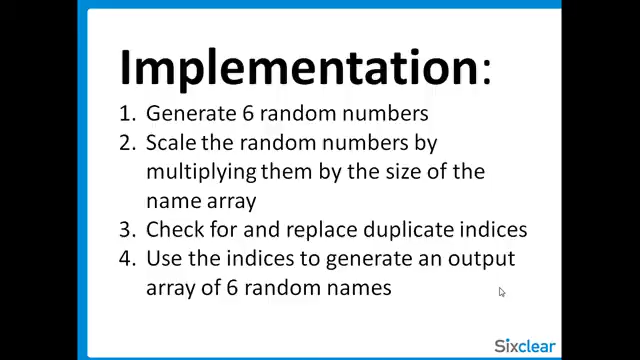 Implementation:
1. Generate 6 random numbers
2. Scale the random numbers by
multiplying them by the size of the
name array
3. Check for and replace duplicate indices
4. Use the indices to generate an output
array of 6 random names
Sixclear